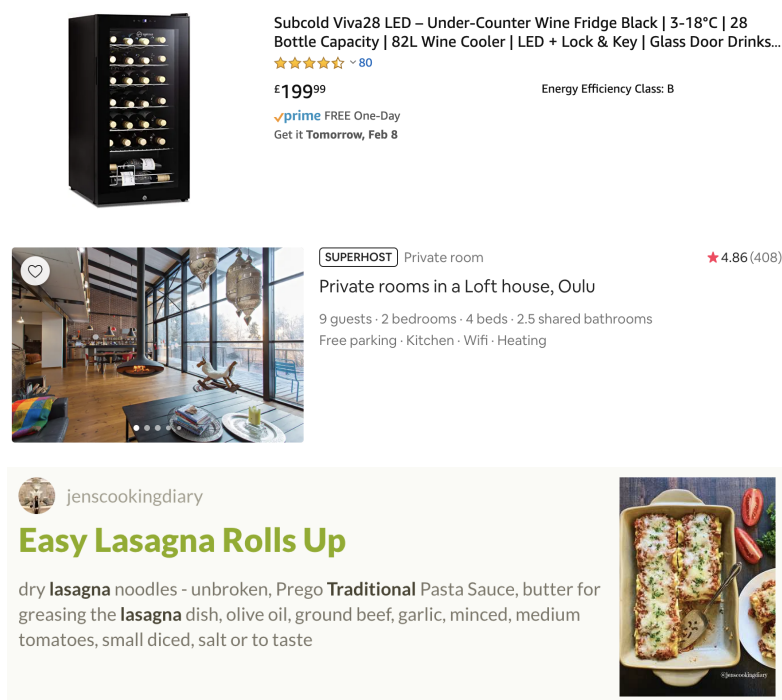 Subcold Viva28 LED – Under-Counter Wine Fridge Black | 3-18°C | 28
Bottle Capacity | 82L Wine Cooler | LED + Lock & Key | Glass Door Drinks...
80
£199.99
Energy Efficiency Class: B
prime FREE One-Day
Get it Tomorrow, Feb 8
SUPERHOST Private room
4.86 (408)
Private rooms in a Loft house, Oulu
9 guests · 2 bedrooms · 4 beds · 2.5 shared bathrooms
Free parking · Kitchen · Wifi · Heating
jenscookingdiary
Easy Lasagna Rolls Up
dry lasagna noodles - unbroken, Prego Traditional Pasta Sauce, butter for
greasing the lasagna dish, olive oil, ground beef, garlic, minced, medium
tomatoes, small diced, salt or to taste
@jenscookingdiary